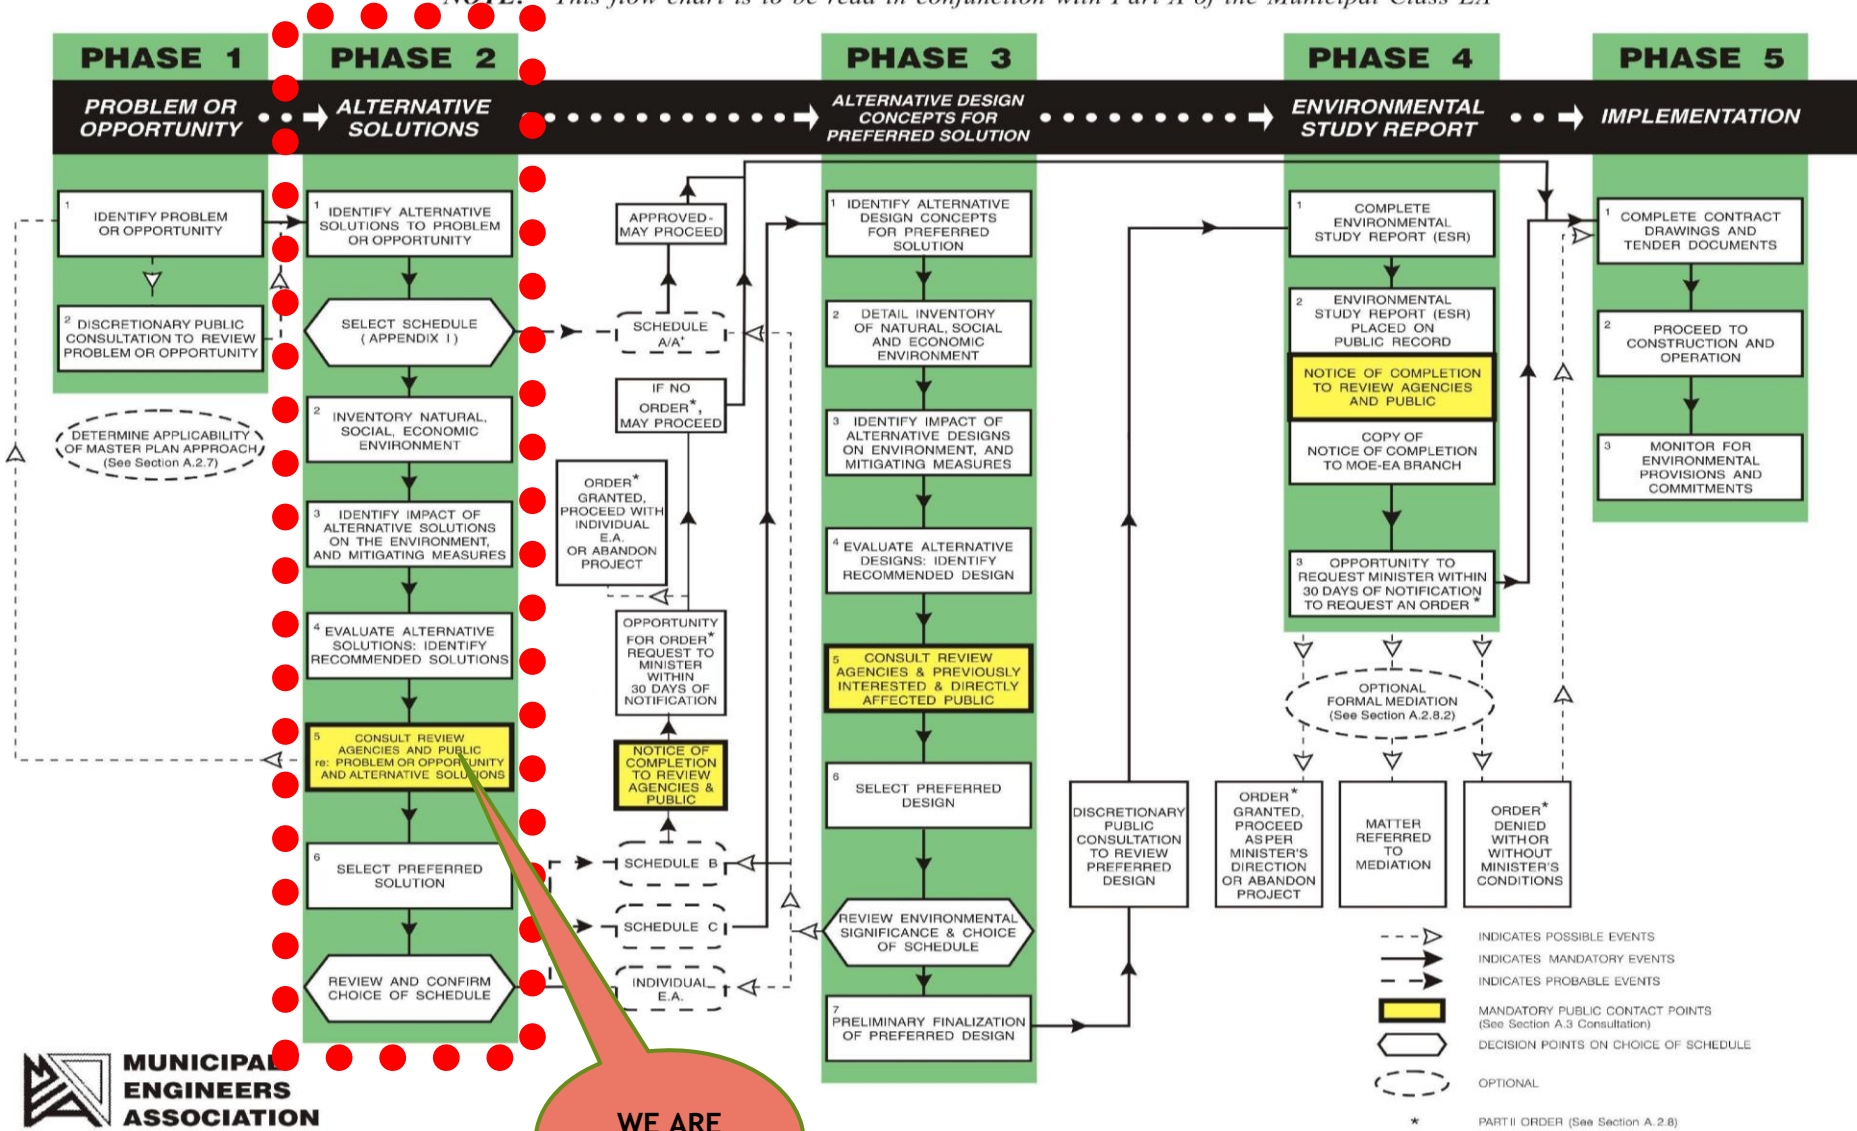 NOTE: This flow chart is to be read in conjunction with Part A of the Municipal Class EA
PHASE 1
PROBLEM OR
OPPORTUNITY
1
IDENTIFY PROBLEM
OR OPPORTUNITY
2
DISCRETIONARY PUBLIC
CONSULTATION TO REVIEW
PROBLEM OR OPPORTUNITY
DETERMINE APPLICABILITY
OF MASTER PLAN APPROACH
(See Section A.2.7)
PHASE 2
ALTERNATIVE
SOLUTIONS
1
IDENTIFY ALTERNATIVE
SOLUTIONS TO PROBLEM
OR OPPORTUNITY
SELECT SCHEDULE
( APPENDIX I )
2
INVENTORY NATURAL,
SOCIAL, ECONOMIC
ENVIRONMENT
3
IDENTIFY IMPACT OF
ALTERNATIVE SOLUTIONS
ON THE ENVIRONMENT,
AND MITIGATING MEASURES
4
EVALUATE ALTERNATIVE
SOLUTIONS: IDENTIFY
RECOMMENDED SOLUTIONS
5
CONSULT REVIEW
AGENCIES AND PUBLIC
re: PROBLEM OR OPPORTUNITY
AND ALTERNATIVE SOLUTIONS
6
SELECT PREFERRED
SOLUTION
REVIEW AND CONFIRM
CHOICE OF SCHEDULE
APPROVED-
MAY PROCEED
SCHEDULE
A/A+
IF NO
ORDER*,
MAY PROCEED
ORDER*
GRANTED,
PROCEED WITH
INDIVIDUAL
E.A.
OR ABANDON
PROJECT
OPPORTUNITY
FOR ORDER*
REQUEST TO
MINISTER
WITHIN
30 DAYS OF
NOTIFICATION
NOTICE OF
COMPLETION
TO REVIEW
AGENCIES &
PUBLIC
SCHEDULE B
SCHEDULE C
INDIVIDUAL
E.A.
PHASE 3
ALTERNATIVE DESIGN
CONCEPTS FOR
PREFERRED SOLUTION
1
IDENTIFY ALTERNATIVE
DESIGN CONCEPTS
FOR PREFERRED
SOLUTION
2
DETAIL INVENTORY
OF NATURAL, SOCIAL
AND ECONOMIC
ENVIRONMENT
3
IDENTIFY IMPACT OF
ALTERNATIVE DESIGNS
ON ENVIRONMENT, AND
MITIGATING MEASURES
4
EVALUATE ALTERNATIVE
DESIGNS: IDENTIFY
RECOMMENDED DESIGN
5
CONSULT REVIEW
AGENCIES & PREVIOUSLY
INTERESTED & DIRECTLY
AFFECTED PUBLIC
6
SELECT PREFERRED
DESIGN
REVIEW ENVIRONMENTAL
SIGNIFICANCE & CHOICE
OF SCHEDULE
7
PRELIMINARY FINALIZATION
OF PREFERRED DESIGN
DISCRETIONARY
PUBLIC
CONSULTATION
TO REVIEW
PREFERRED
DESIGN
PHASE 4
ENVIRONMENTAL
STUDY REPORT
1
COMPLETE
ENVIRONMENTAL
STUDY REPORT (ESR)
2
ENVIRONMENTAL
STUDY REPORT (ESR)
PLACED ON
PUBLIC RECORD
NOTICE OF COMPLETION
TO REVIEW AGENCIES
AND PUBLIC
COPY OF
NOTICE OF COMPLETION
TO MOE-EA BRANCH
3
OPPORTUNITY TO
REQUEST MINISTER WITHIN
30 DAYS OF NOTIFICATION
TO REQUEST AN ORDER*
OPTIONAL
FORMAL MEDIATION
(See Section A.2.8.2)
ORDER*
GRANTED,
PROCEED
ASPER
MINISTER'S
DIRECTION
OR ABANDON
PROJECT
MATTER
REFERRED
TO
MEDIATION
ORDER*
DENIED
WITH OR
WITHOUT
MINISTER'S
CONDITIONS
PHASE 5
IMPLEMENTATION
1
COMPLETE CONTRACT
DRAWINGS AND
TENDER DOCUMENTS
2
PROCEED TO
CONSTRUCTION AND
OPERATION
3
MONITOR FOR
ENVIRONMENTAL
PROVISIONS AND
COMMITMENTS
INDICATES POSSIBLE EVENTS
INDICATES MANDATORY EVENTS
INDICATES PROBABLE EVENTS
MANDATORY PUBLIC CONTACT POINTS
(See Section A.3 Consultation)
DECISION POINTS ON CHOICE OF SCHEDULE
OPTIONAL
* PART II ORDER (See Section A.2.8)
MUNICIPAL
ENGINEERS
ASSOCIATION
WE ARE